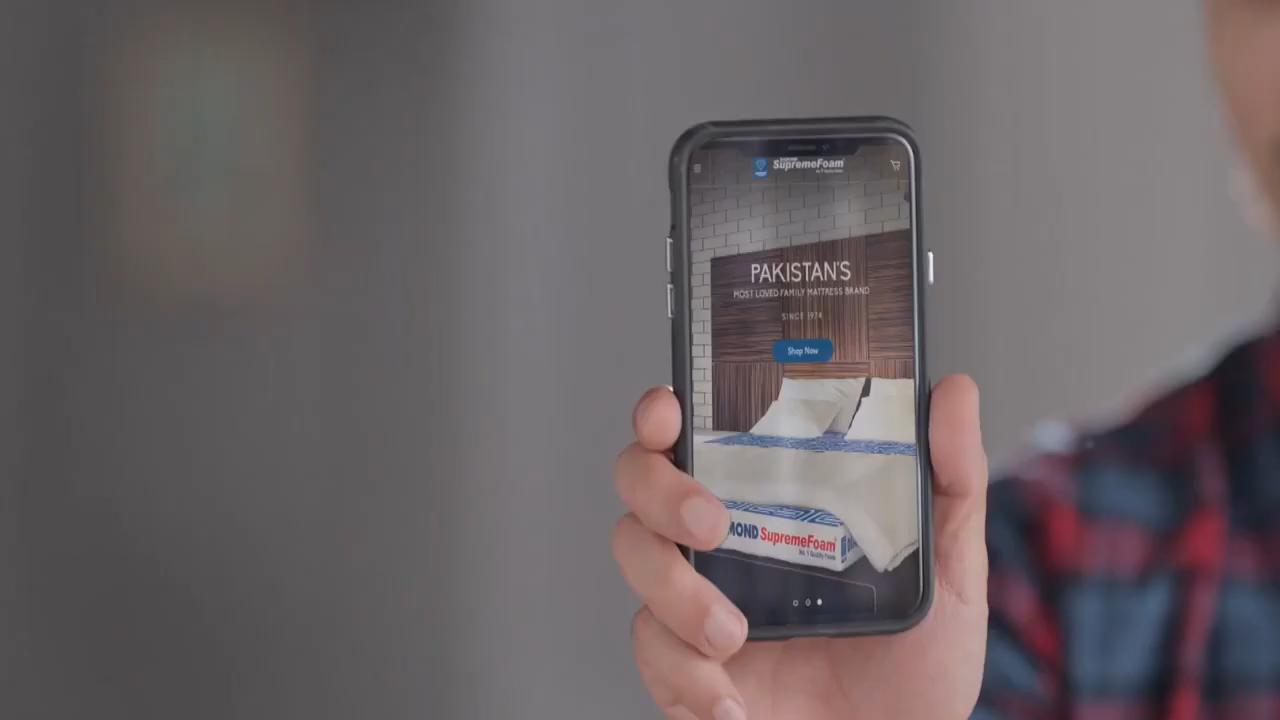 SupremeFoam
PAKISTAN'S
MOST LOVED FAMILY MATTRESS BRAND
SINCE 1974
Shop Now
MOND SupremeFoam
No. 1 Quality Foam